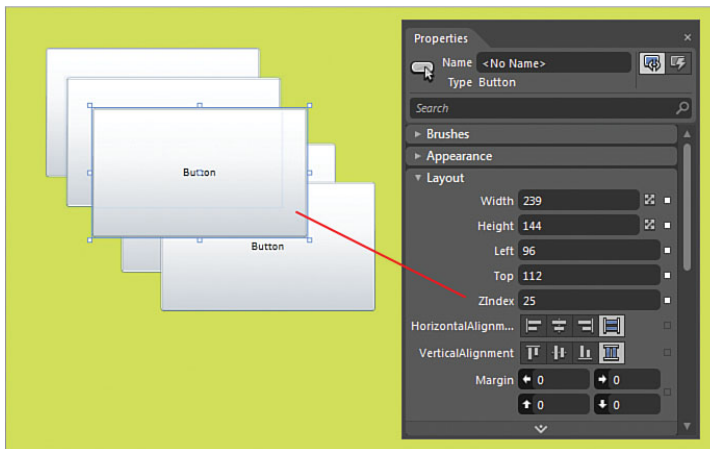 Button
Button
Properties
Name <No Name>
Type Button
Search
Brushes
Appearance
Layout
Width 239
Height 144
Left 96
Top 112
ZIndex 25
HorizontalAlignm...
VerticalAlignment
Margin 0 0
0 0